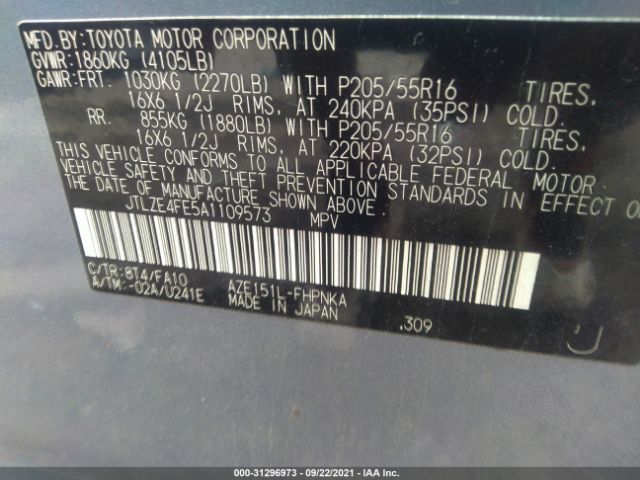 MFD.BY:TOYOTA MOTOR CORPORATION
GVWR:1860KG (4105LB)
GAWR:FRT. 1030KG (2270LB) WITH P205/55R16 TIRES,
16X6 1/2J RIMS, AT 240KPA (35PSI) COLD.
RR. 855KG (1880LB) WITH P205/55R16 TIRES,
16X6 1/2J RIMS, AT 220KPA (32PSI) COLD.
THIS VEHICLE CONFORMS TO ALL APPLICABLE FEDERAL MOTOR
VEHICLE SAFETY AND THEFT PREVENTION STANDARDS IN EFFECT ON
THE DATE OF MANUFACTURE SHOWN ABOVE.
JTLZE4FE5A1109573 MPV
C/TR:8T4/FA10 AZE151L-FHPNKA
A/TM:-02A/U241E MADE IN JAPAN
.309 J
000-31296973 - 09/22/2021 - IAA Inc.